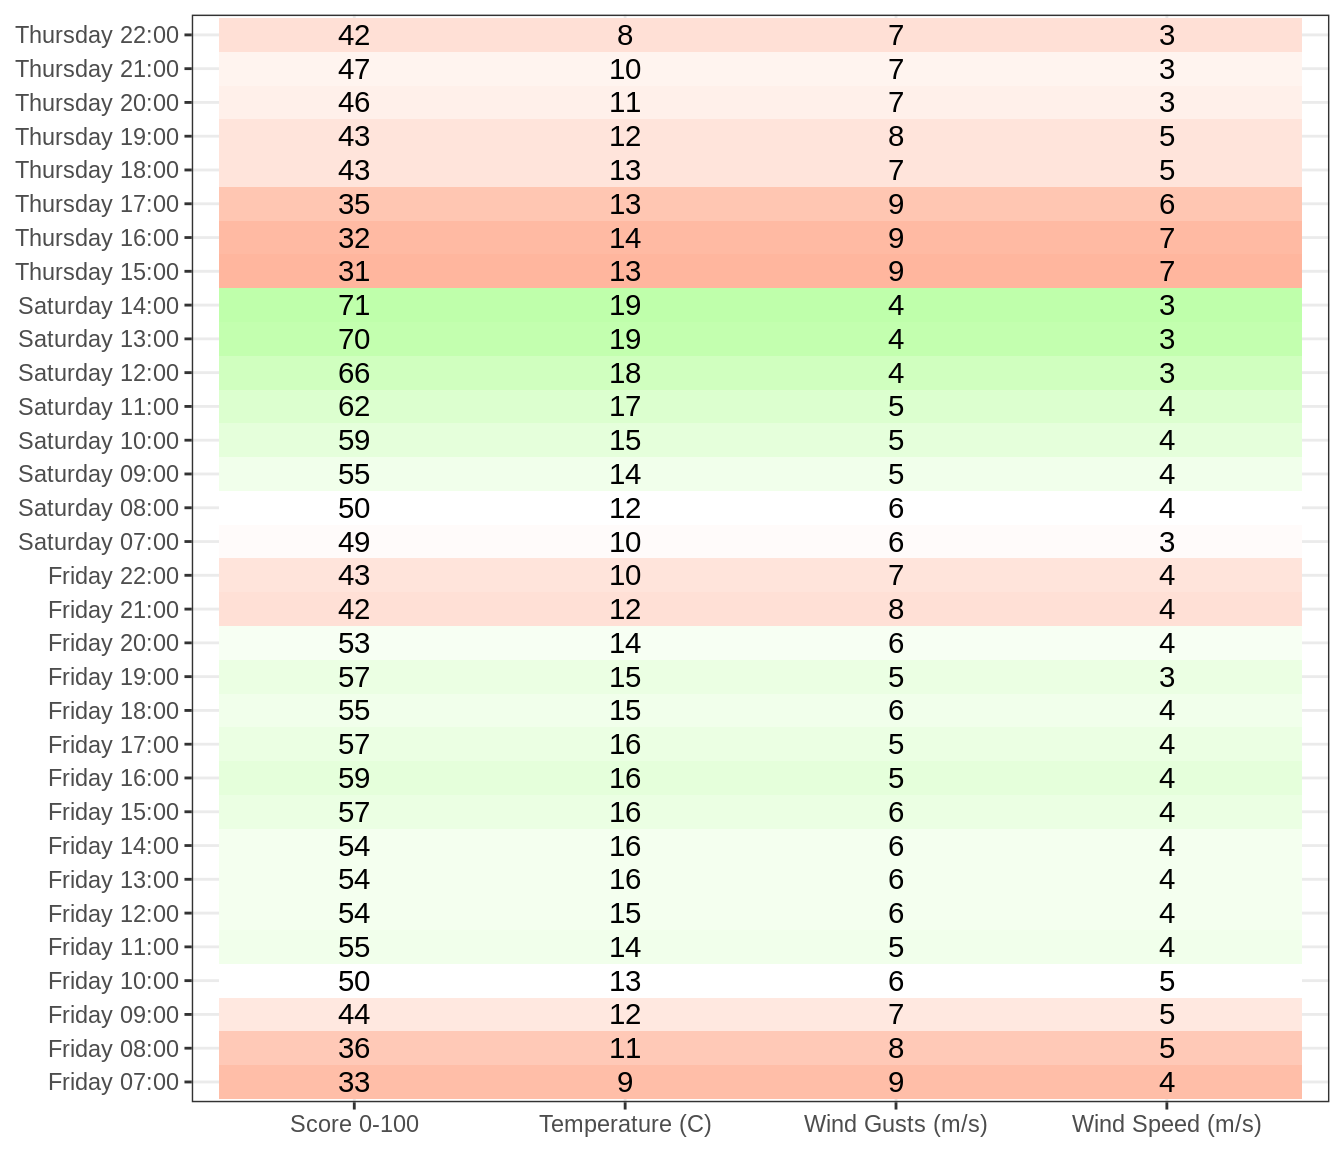 Thursday 22:00 42 8 7 3
Thursday 21:00 47 10 7 3
Thursday 20:00 46 11 7 3
Thursday 19:00 43 12 8 5
Thursday 18:00 43 13 7 5
Thursday 17:00 35 13 9 6
Thursday 16:00 32 14 9 7
Thursday 15:00 31 13 9 7
Saturday 14:00 71 19 4 3
Saturday 13:00 70 19 4 3
Saturday 12:00 66 18 4 3
Saturday 11:00 62 17 5 4
Saturday 10:00 59 15 5 4
Saturday 09:00 55 14 5 4
Saturday 08:00 50 12 6 4
Saturday 07:00 49 10 6 3
Friday 22:00 43 10 7 4
Friday 21:00 42 12 8 4
Friday 20:00 53 14 6 4
Friday 19:00 57 15 5 3
Friday 18:00 55 15 6 4
Friday 17:00 57 16 5 4
Friday 16:00 59 16 5 4
Friday 15:00 57 16 6 4
Friday 14:00 54 16 6 4
Friday 13:00 54 16 6 4
Friday 12:00 54 15 6 4
Friday 11:00 55 14 5 4
Friday 10:00 50 13 6 5
Friday 09:00 44 12 7 5
Friday 08:00 36 11 8 5
Friday 07:00 33 9 9 4
Score 0-100 Temperature (C) Wind Gusts (m/s) Wind Speed (m/s)